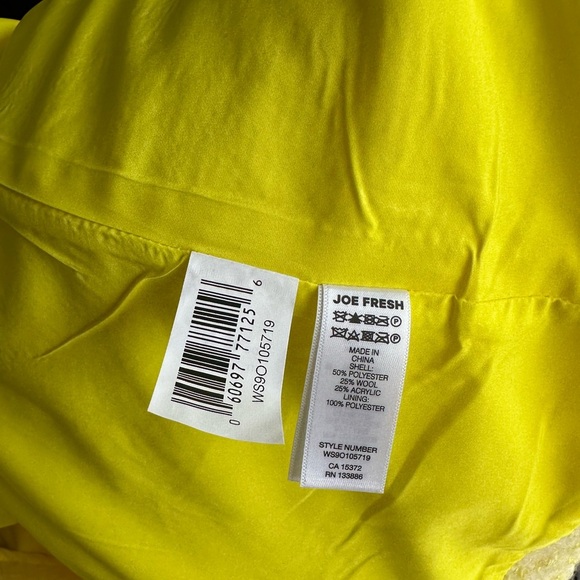 0 60697 77125 6
WS9O105719
JOE FRESH
MADE IN
CHINA
SHELL:
50% POLYESTER
25% WOOL
25% ACRYLIC
LINING:
100% POLYESTER
STYLE NUMBER
WS9O105719
CA 15372
RN 133886